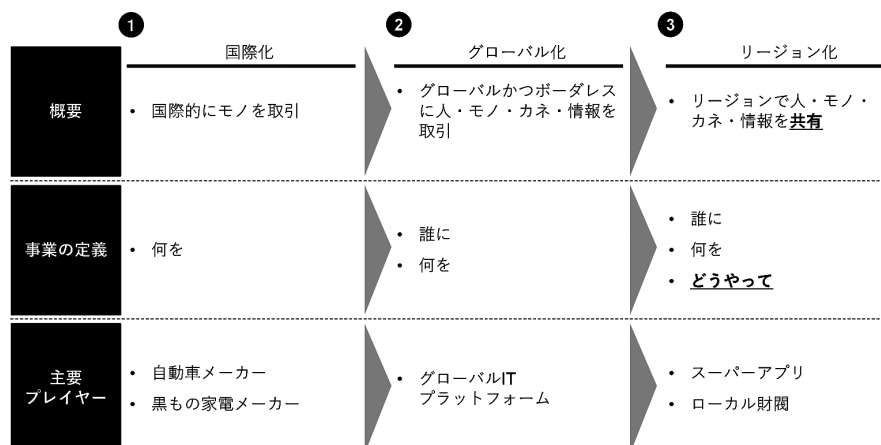 1
国際化
2
グローバル化
3
リージョン化
概要
• 国際的にモノを取引
• グローバルかつボーダレス
に人・モノ・カネ・情報を
取引
• リージョンで人・モノ・
カネ・情報を共有
事業の定義
• 何を
• 誰に
• 何を
• 誰に
• 何を
• どうやって
主要
プレイヤー
• 自動車メーカー
• 黒もの家電メーカー
• グローバルIT
プラットフォーム
• スーパーアプリ
• ローカル財閥